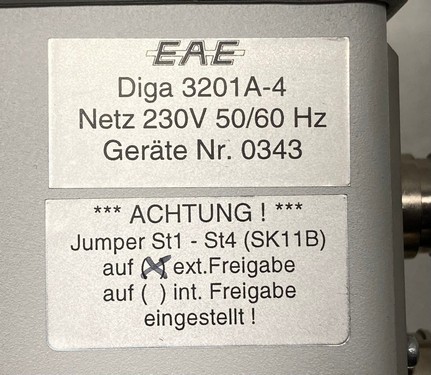 EAE
Diga 3201A-4
Netz 230V 50/60 Hz
Geräte Nr. 0343
*** ACHTUNG ! ***
Jumper St1 - St4 (SK11B)
auf (X) ext.Freigabe
auf ( ) int. Freigabe
eingestellt !